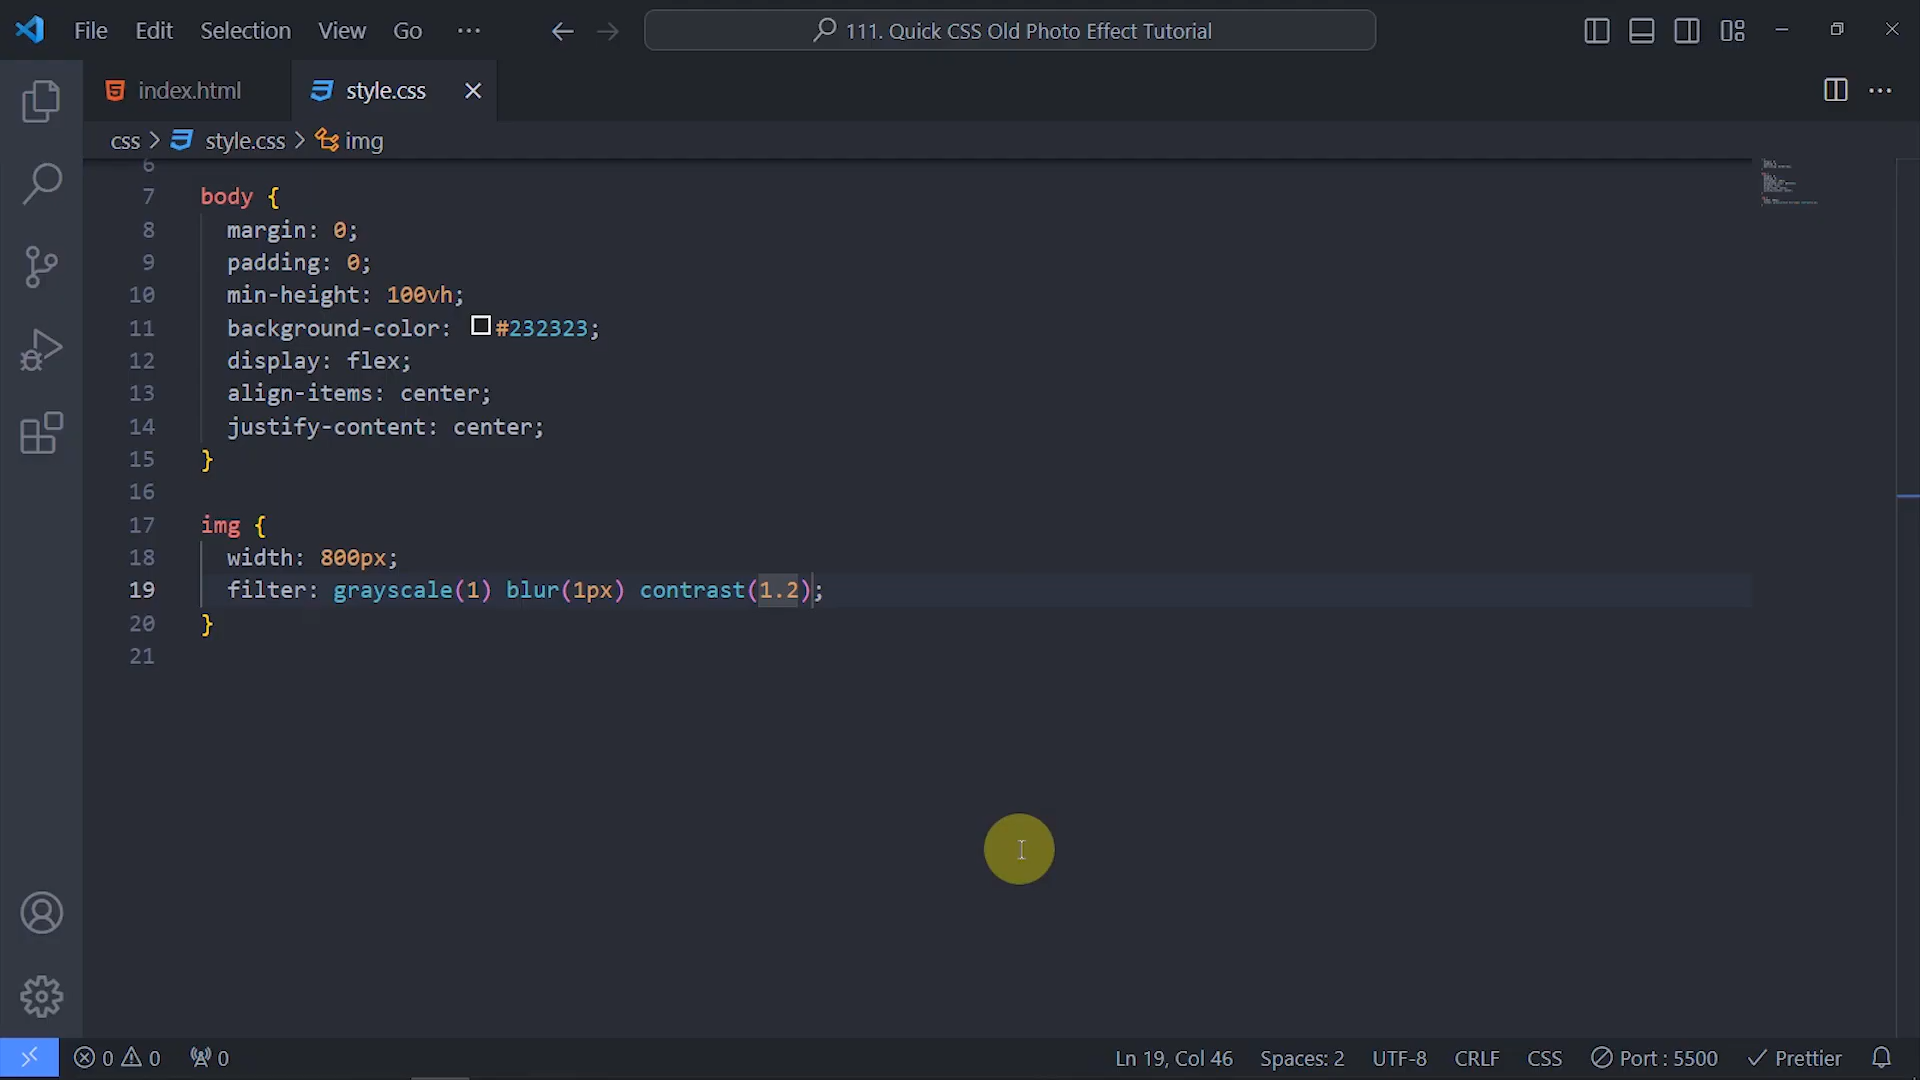 File Edit Selection View Go ··· 111. Quick CSS Old Photo Effect Tutorial
index.html style.css
css > style.css > img
6
7 body {
8 margin: 0;
9 padding: 0;
10 min-height: 100vh;
11 background-color: #232323;
12 display: flex;
13 align-items: center;
14 justify-content: center;
15 }
16
17 img {
18 width: 800px;
19 filter: grayscale(1) blur(1px) contrast(1.2);
20 }
21
0 0 0 Ln 19, Col 46 Spaces: 2 UTF-8 CRLF CSS Port : 5500 Prettier